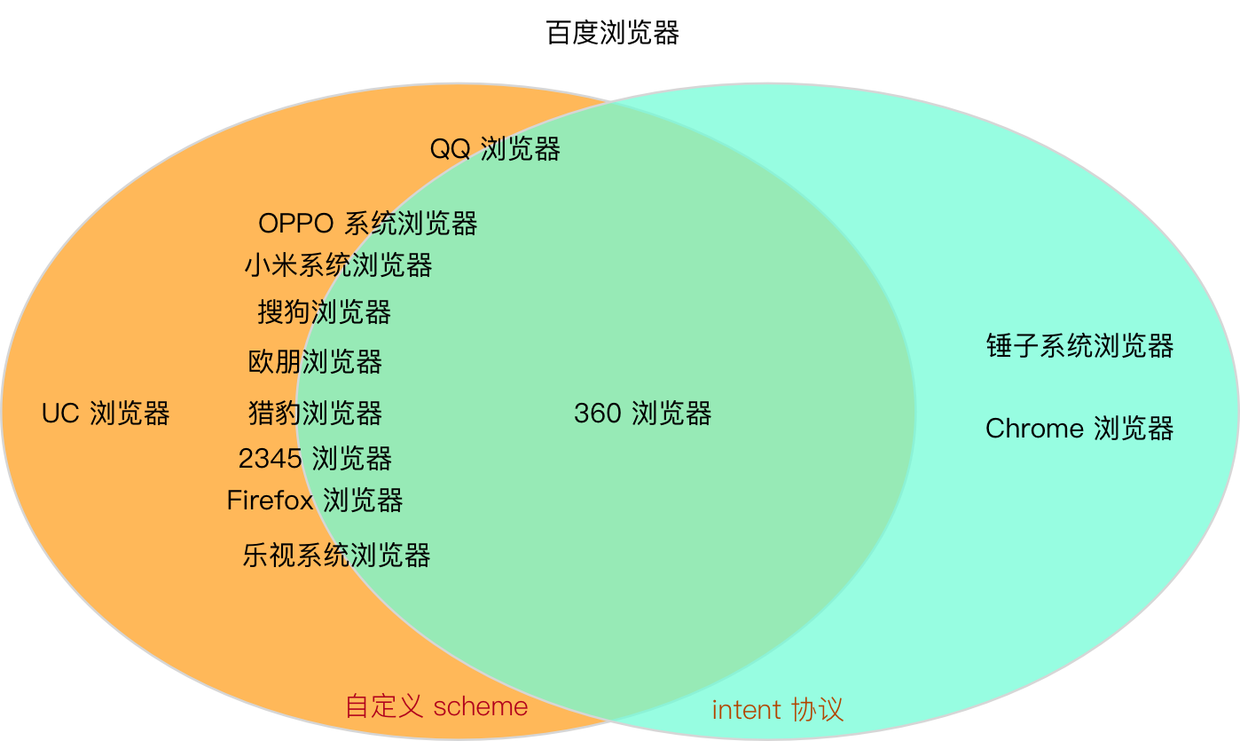 百度浏览器
QQ 浏览器
OPPO 系统浏览器
小米系统浏览器
搜狗浏览器
锤子系统浏览器
欧朋浏览器
UC 浏览器
猎豹浏览器
360 浏览器
Chrome 浏览器
2345 浏览器
Firefox 浏览器
乐视系统浏览器
自定义 scheme
intent 协议